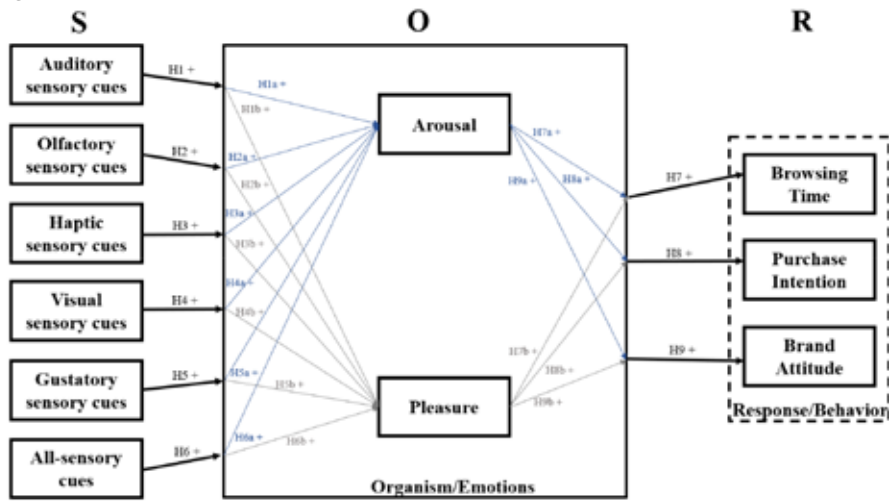 S
O
R
Auditory
sensory cues
H1 +
H1a +
H1b +
Olfactory
sensory cues
H2 +
H2a +
H2b +
Haptic
sensory cues
H3 +
H3a +
H3b +
Visual
sensory cues
H4 +
H4a +
H4b +
Gustatory
sensory cues
H5 +
H5a +
H5b +
All-sensory
cues
H6 +
H6a +
H6b +
Arousal
Pleasure
Organism/Emotions
H7a +
H8a +
H9a +
H7b +
H8b +
H9b +
H7 +
H8 +
H9 +
Browsing
Time
Purchase
Intention
Brand
Attitude
Response/Behavior